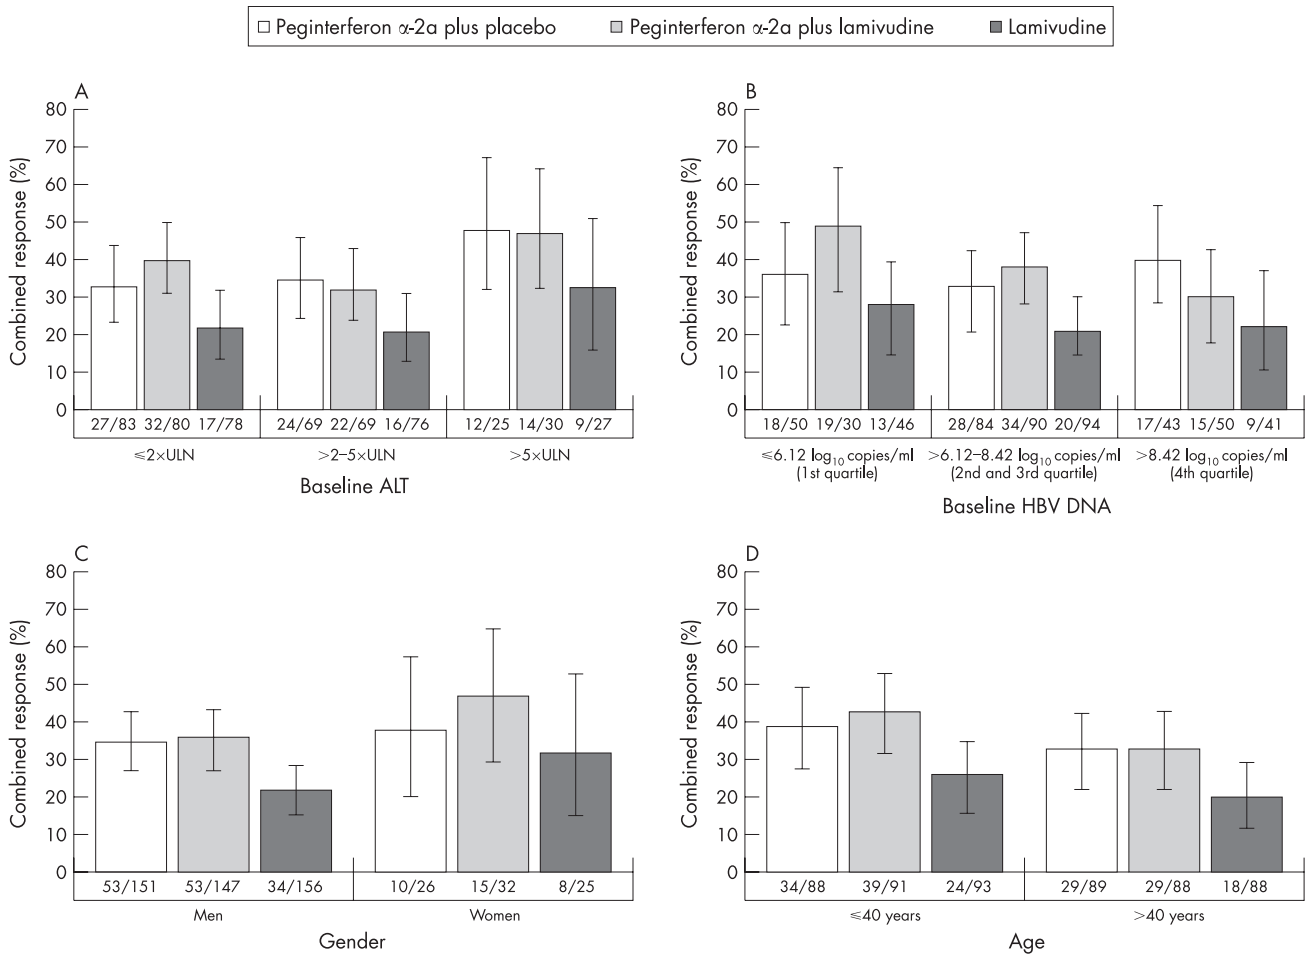 Peginterferon α-2a plus placebo Peginterferon α-2a plus lamivudine Lamivudine
A
Combined response (%)
80
70
60
50
40
30
20
10
0
27/83 32/80 17/78 24/69 22/69 16/76 12/25 14/30 9/27
≤2×ULN >2–5×ULN >5×ULN
Baseline ALT
B
Combined response (%)
80
70
60
50
40
30
20
10
0
18/50 19/30 13/46 28/84 34/90 20/94 17/43 15/50 9/41
≤6.12 log10 copies/ml >6.12–8.42 log10 copies/ml >8.42 log10 copies/ml
(1st quartile) (2nd and 3rd quartile) (4th quartile)
Baseline HBV DNA
C
Combined response (%)
80
70
60
50
40
30
20
10
0
53/151 53/147 34/156 10/26 15/32 8/25
Men Women
Gender
D
Combined response (%)
80
70
60
50
40
30
20
10
0
34/88 39/91 24/93 29/89 29/88 18/88
≤40 years >40 years
Age